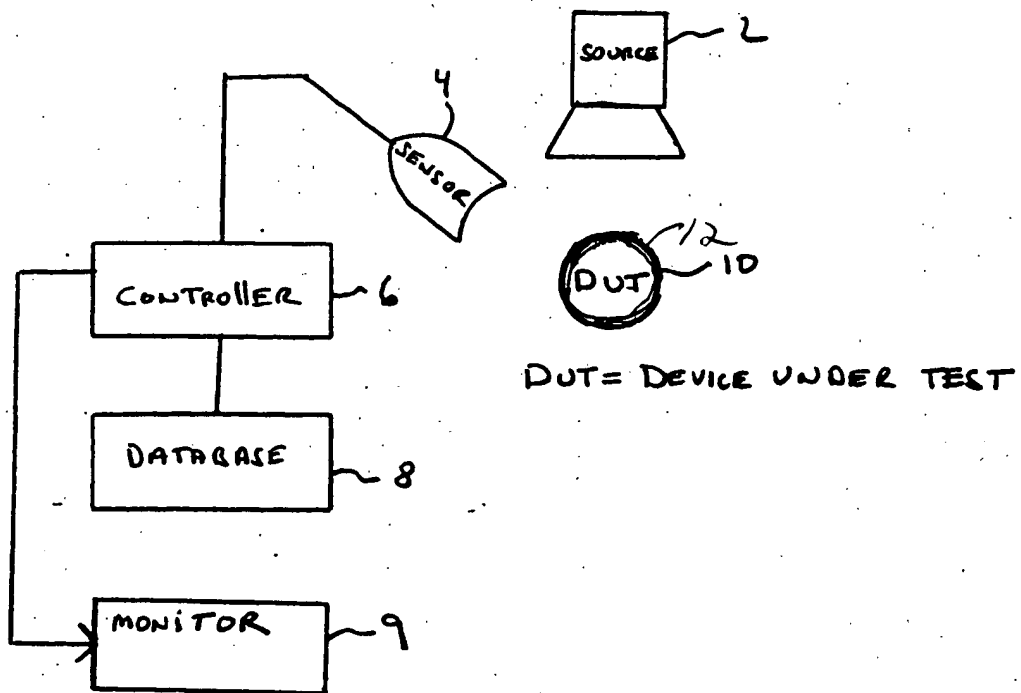 SOURCE
2
4
SENSOR
12
10
DUT
CONTROLLER
6
DUT = DEVICE UNDER TEST
DATABASE
8
MONITOR
9